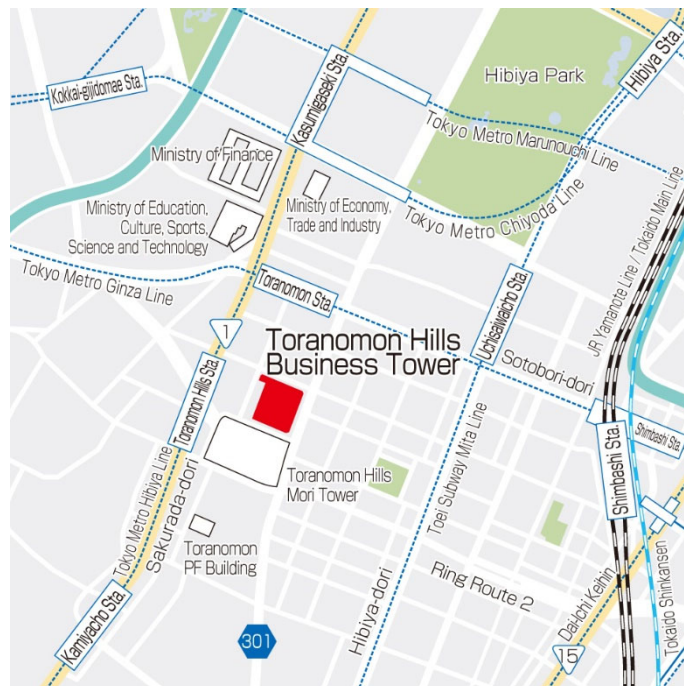 Hibiya Sta.
Hibiya Park
Kasumigaseki Sta.
Kokkai-gijidomae Sta.
Tokyo Metro Marunouchi Line
Ministry of Finance
Ministry of Economy,
Trade and Industry
Tokyo Metro Chiyoda Line
Ministry of Education,
Culture, Sports,
Science and Technology
JR Yamanote Line / Tokaido Main Line
Tokyo Metro Ginza Line
Toranomon Sta.
Uchisaiwaicho Sta.
1
Toranomon Hills
Business Tower
Sotobori-dori
Toranomon Hills Sta.
Shimbashi Sta.
Shimbashi Sta.
Tokyo Metro Hibiya Line
Sakurada-dori
Toranomon Hills
Mori Tower
Toei Subway Mita Line
Toranomon
PF Building
Ring Route 2
Kamiyacho Sta.
Hibiya-dori
Dai-ichi Keihin
Tokaido Shinkansen
301
15